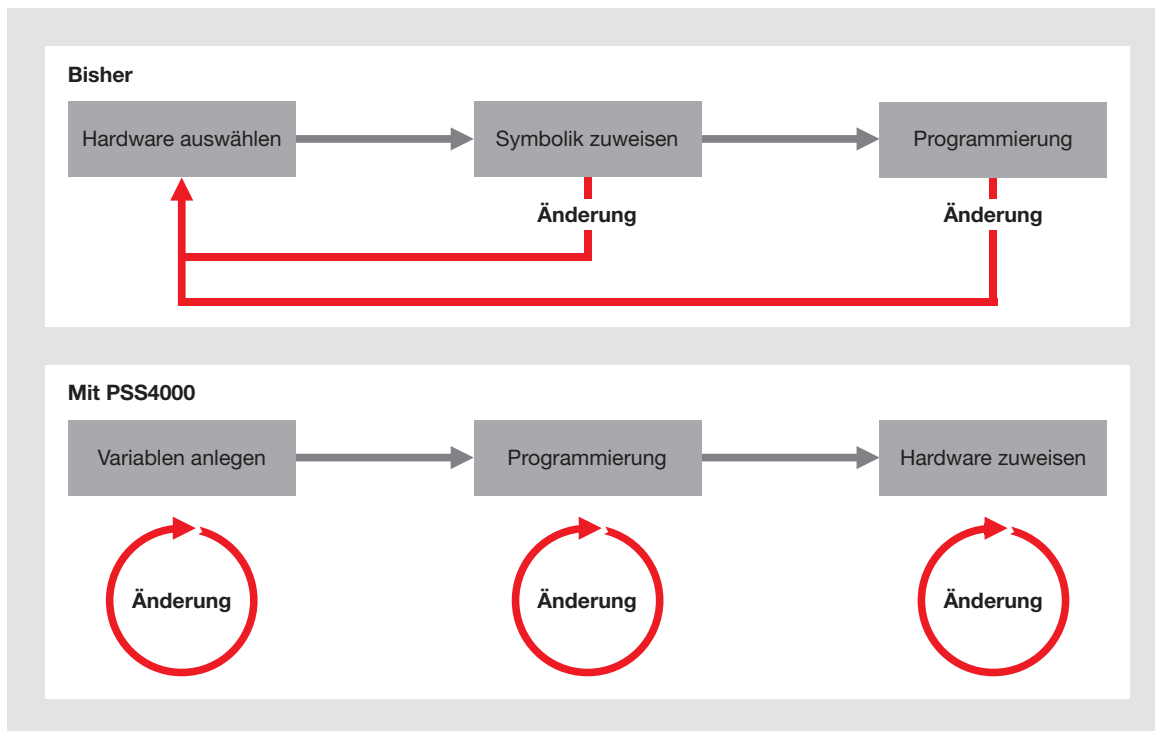 Bisher
Hardware auswählen
Symbolik zuweisen
Programmierung
Änderung
Änderung
Mit PSS4000
Variablen anlegen
Programmierung
Hardware zuweisen
Änderung
Änderung
Änderung